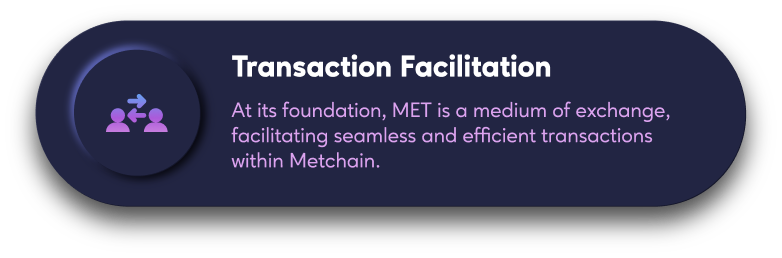 Transaction Facilitation
At its foundation, MET is a medium of exchange,
facilitating seamless and efficient transactions
within Metchain.